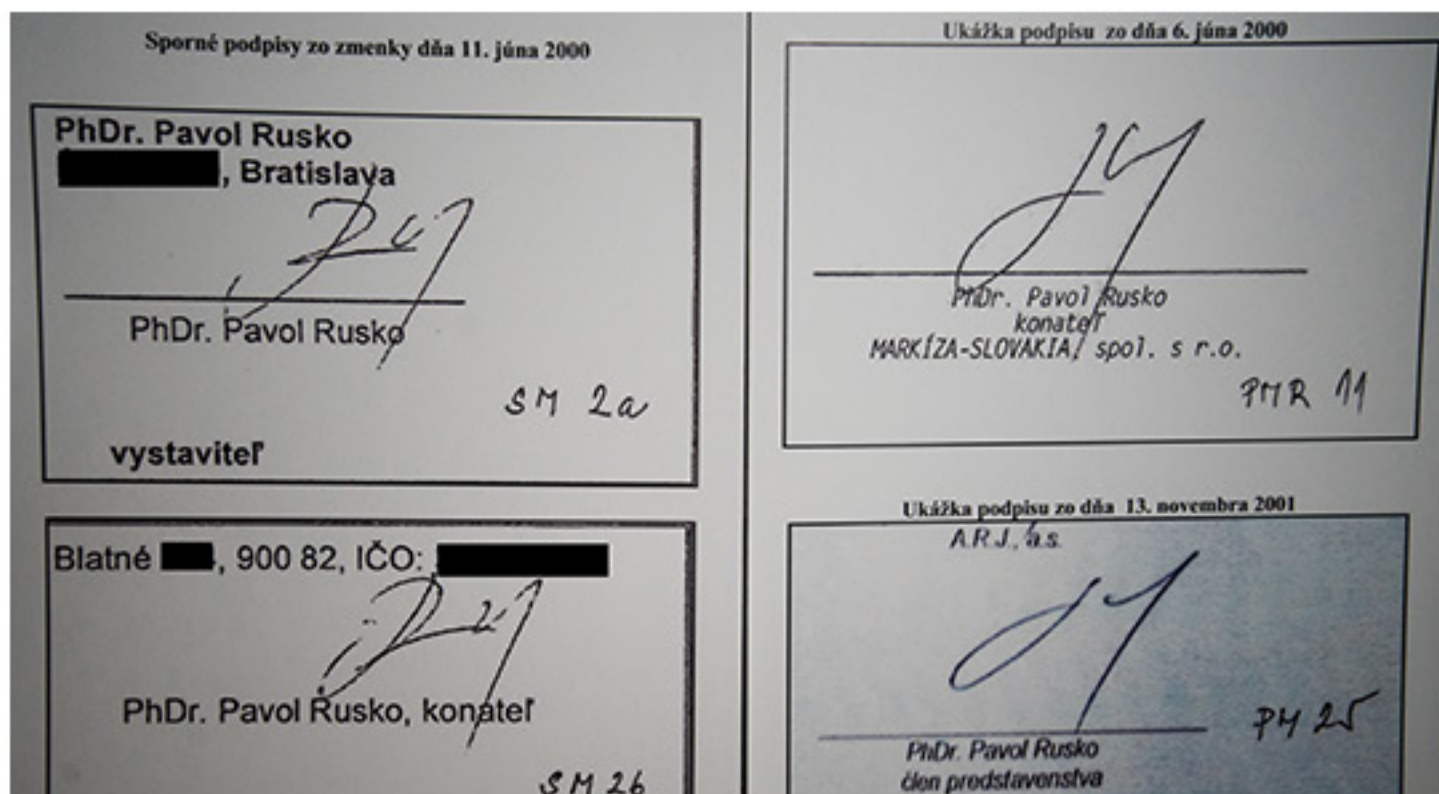 Sporné podpisy zo zmenky dňa 11. júna 2000
PhDr. Pavol Rusko
, Bratislava
PhDr. Pavol Rusko
SM 2a
vystaviteľ
Blatné , 900 82, IČO:
PhDr. Pavol Rusko, konateľ
SM 2b
Ukážka podpisu zo dňa 6. júna 2000
PhDr. Pavol Rusko
konateľ
MARKÍZA-SLOVAKIA, spol. s r.o.
PMR 11
Ukážka podpisu zo dňa 13. novembra 2001
A.R.J., a.s.
PM 25
PhDr. Pavol Rusko
člen predstavenstva